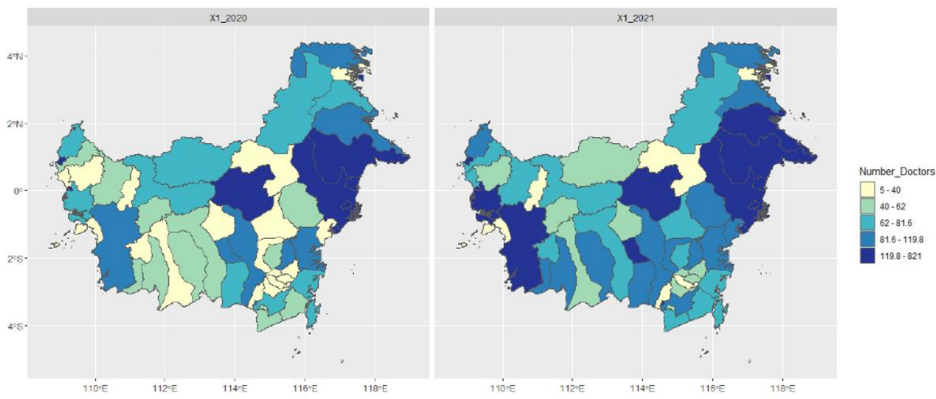 X1_2020
X1_2021
4°N
2°N
0°
2°S
4°S
110°E 112°E 114°E 116°E 118°E
110°E 112°E 114°E 116°E 118°E
Number_Doctors
5 - 40
40 - 62
62 - 81.6
81.6 - 119.8
119.8 - 821